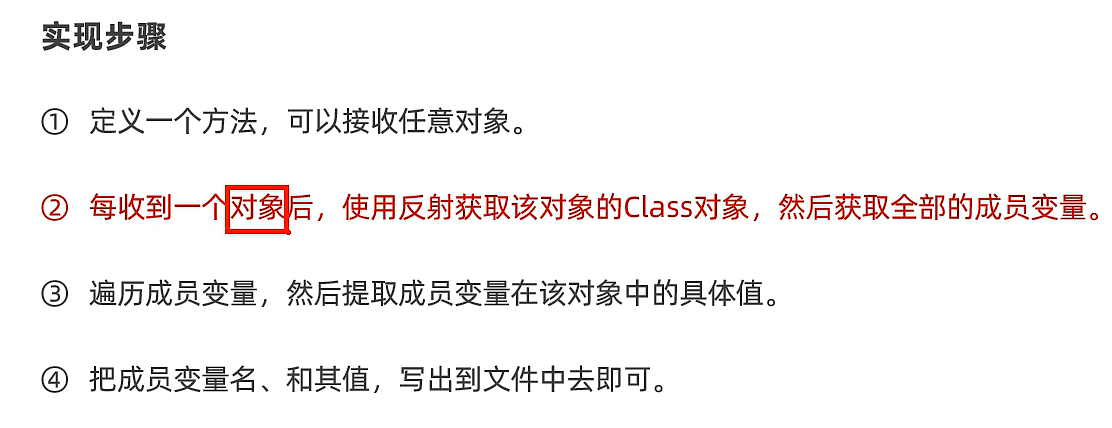 实现步骤
① 定义一个方法，可以接收任意对象。
② 每收到一个对象后，使用反射获取该对象的Class对象，然后获取全部的成员变量。
③ 遍历成员变量，然后提取成员变量在该对象中的具体值。
④ 把成员变量名、和其值，写出到文件中去即可。